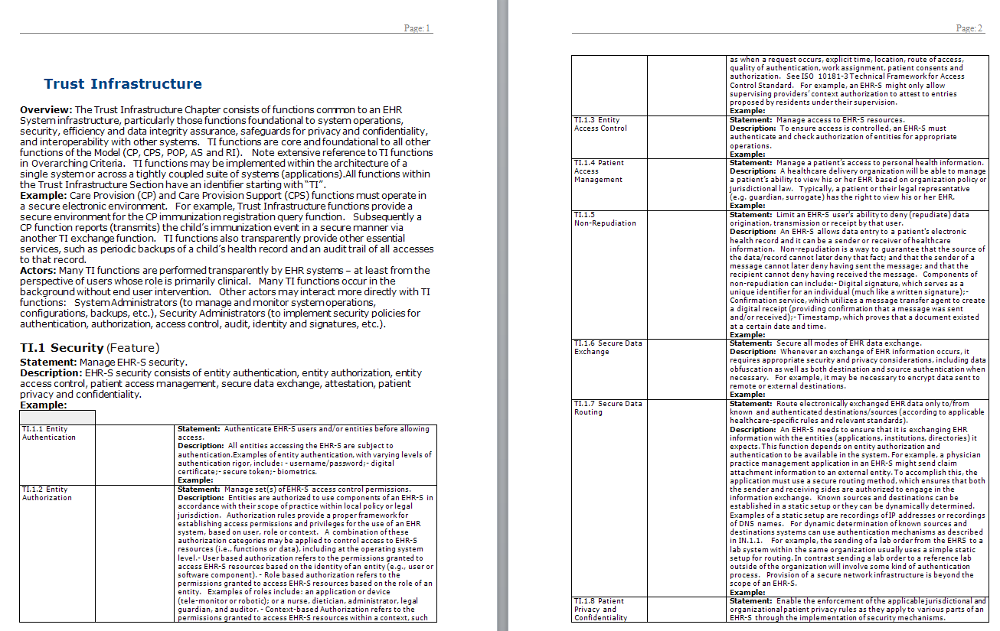 Page: 1
Trust Infrastructure
Overview: The Trust Infrastructure Chapter consists of functions common to an EHR
System infrastructure, particularly those functions foundational to system operations,
security, efficiency and data integrity assurance, safeguards for privacy and confidentiality,
and interoperability with other systems. TI functions are core and foundational to all other
functions of the Model (CP, CPS, POP, AS and RI). Note extensive reference to TI functions
in Overarching Criteria. TI functions may be implemented within the architecture of a
single system or across a tightly coupled suite of systems (applications).All functions within
the Trust Infrastructure Section have an identifier starting with "TI".
Example: Care Provision (CP) and Care Provision Support (CPS) functions must operate in
a secure electronic environment. For example, Trust Infrastructure functions provide a
secure environment for the CP immunization registration query function. Subsequently a
CP function reports (transmits) the child's immunization event in a secure manner via
another TI exchange function. TI functions also transparently provide other essential
services, such as periodic backups of a child's health record and an audit trail of all accesses
to that record.
Actors: Many TI functions are performed transparently by EHR systems – at least from the
perspective of users whose role is primarily clinical. Many TI functions occur in the
background without end user intervention. Other actors may interact more directly with TI
functions: System Administrators (to manage and monitor system operations,
configurations, backups, etc.), Security Administrators (to implement security policies for
authentication, authorization, access control, audit, identity and signatures, etc.).
TI.1 Security (Feature)
Statement: Manage EHR-S security.
Description: EHR-S security consists of entity authentication, entity authorization, entity
access control, patient access management, secure data exchange, attestation, patient
privacy and confidentiality.
Example:
TI.1.1 Entity
Authentication
Statement: Authenticate EHR-S users and/or entities before allowing
access.
Description: All entities accessing the EHR-S are subject to
authentication.Examples of entity authentication, with varying levels of
authentication rigor, include: - username/password;- digital
certificate;- secure token;- biometrics.
Example:
TI.1.2 Entity
Authorization
Statement: Manage set(s) of EHR-S access control permissions.
Description: Entities are authorized to use components of an EHR-S in
accordance with their scope of practice within local policy or legal
jurisdiction. Authorization rules provide a proper framework for
establishing access permissions and privileges for the use of an EHR
system, based on user, role or context. A combination of these
authorization categories may be applied to control access to EHR-S
resources (i.e., functions or data), including at the operating system
level.- User based authorization refers to the permissions granted to
access EHR-S resources based on the identity of an entity (e.g., user or
software component). - Role based authorization refers to the
permissions granted to access EHR-S resources based on the role of an
entity. Examples of roles include: an application or device
(tele-monitor or robotic); or a nurse, dietician, administrator, legal
guardian, and auditor. - Context-based Authorization refers to the
permissions granted to access EHR-S resources within a context, such
Page: 2
as when a request occurs, explicit time, location, route of access,
quality of authentication, work assignment, patient consents and
authorization. See ISO 10181-3 Technical Framework for Access
Control Standard. For example, an EHR-S might only allow
supervising providers' context authorization to attest to entries
proposed by residents under their supervision.
Example:
TI.1.3 Entity
Access Control
Statement: Manage access to EHR-S resources.
Description: To ensure access is controlled, an EHR-S must
authenticate and check authorization of entities for appropriate
operations.
Example:
TI.1.4 Patient
Access
Management
Statement: Manage a patient's access to personal health information.
Description: A healthcare delivery organization will be able to manage
a patient's ability to view his or her EHR based on organization policy or
jurisdictional law. Typically, a patient or their legal representative
(e.g. guardian, surrogate) has the right to view his or her EHR.
Example:
TI.1.5
Non-Repudiation
Statement: Limit an EHR-S user's ability to deny (repudiate) data
origination, transmission or receipt by that user.
Description: An EHR-S allows data entry to a patient's electronic
health record and it can be a sender or receiver of healthcare
information. Non-repudiation is a way to guarantee that the source of
the data/record cannot later deny that fact; and that the sender of a
message cannot later deny having sent the message; and that the
recipient cannot deny having received the message. Components of
non-repudiation can include:- Digital signature, which serves as a
unique identifier for an individual (much like a written signature);-
Confirmation service, which utilizes a message transfer agent to create
a digital receipt (providing confirmation that a message was sent
and/or received);- Timestamp, which proves that a document existed
at a certain date and time.
Example:
TI.1.6 Secure Data
Exchange
Statement: Secure all modes of EHR data exchange.
Description: Whenever an exchange of EHR information occurs, it
requires appropriate security and privacy considerations, including data
obfuscation as well as both destination and source authentication when
necessary. For example, it may be necessary to encrypt data sent to
remote or external destinations.
Example:
TI.1.7 Secure Data
Routing
Statement: Route electronically exchanged EHR data only to/from
known and authenticated destinations/sources (according to applicable
healthcare-specific rules and relevant standards).
Description: An EHR-S needs to ensure that it is exchanging EHR
information with the entities (applications, institutions, directories) it
expects. This function depends on entity authorization and
authentication to be available in the system. For example, a physician
practice management application in an EHR-S might send claim
attachment information to an external entity. To accomplish this, the
application must use a secure routing method, which ensures that both
the sender and receiving sides are authorized to engage in the
information exchange. Known sources and destinations can be
established in a static setup or they can be dynamically determined.
Examples of a static setup are recordings of IP addresses or recordings
of DNS names. For dynamic determination of known sources and
destinations systems can use authentication mechanisms as described
in IN.1.1. For example, the sending of a lab order from the EHRS to a
lab system within the same organization usually uses a simple static
setup for routing. In contrast sending a lab order to a reference lab
outside of the organization will involve some kind of authentication
process. Provision of a secure network infrastructure is beyond the
scope of an EHR-S.
Example:
TI.1.8 Patient
Privacy and
Confidentiality
Statement: Enable the enforcement of the applicable jurisdictional and
organizational patient privacy rules as they apply to various parts of an
EHR-S through the implementation of security mechanisms.